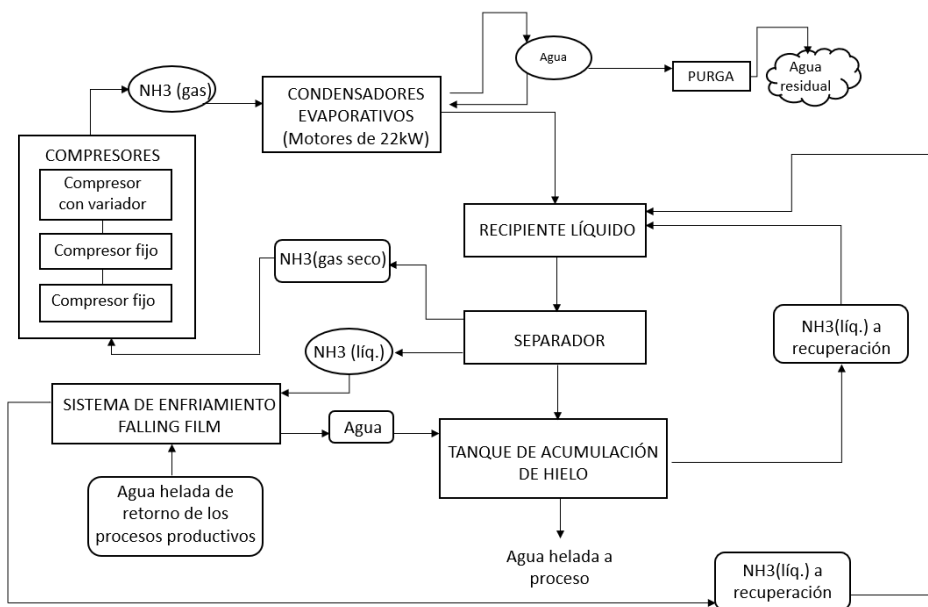 Agua
NH3 (gas)
CONDENSADORES
EVAPORATIVOS
(Motores de 22kW)
PURGA
Agua
residual
COMPRESORES
Compresor
con variador
Compresor fijo
Compresor fijo
RECIPIENTE LÍQUIDO
NH3(gas seco)
SEPARADOR
NH3(líq.) a
recuperación
NH3 (líq.)
SISTEMA DE ENFRIAMIENTO
FALLING FILM
Agua
TANQUE DE ACUMULACIÓN
DE HIELO
Agua helada de
retorno de los
procesos productivos
Agua helada a
proceso
NH3(líq.) a
recuperación